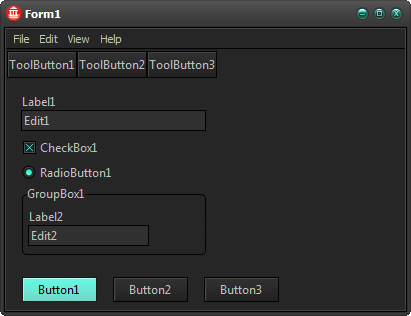 Form1
File Edit View Help
ToolButton1 ToolButton2 ToolButton3
Label1
Edit1
CheckBox1
RadioButton1
GroupBox1
Label2
Edit2
Button1 Button2 Button3